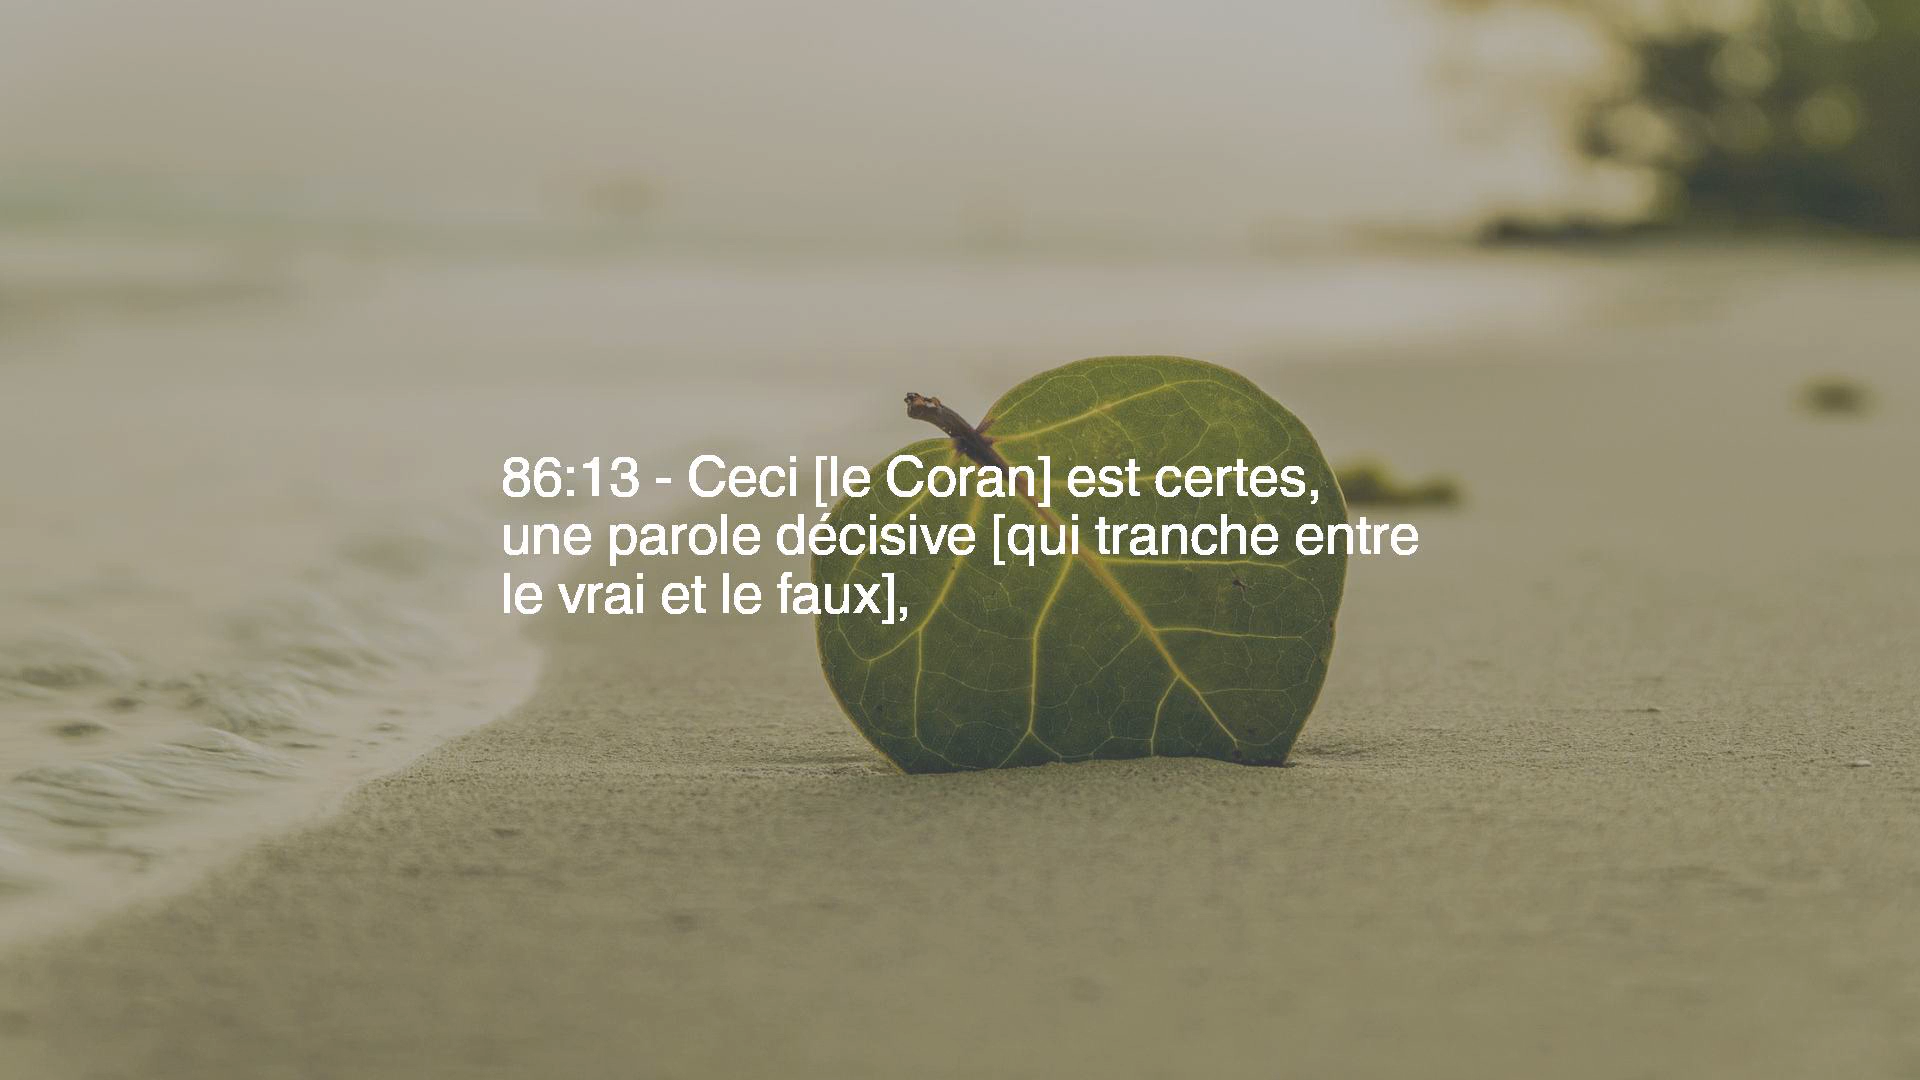 86:13 - Ceci [le Coran] est certes,
une parole décisive [qui tranche entre
le vrai et le faux],